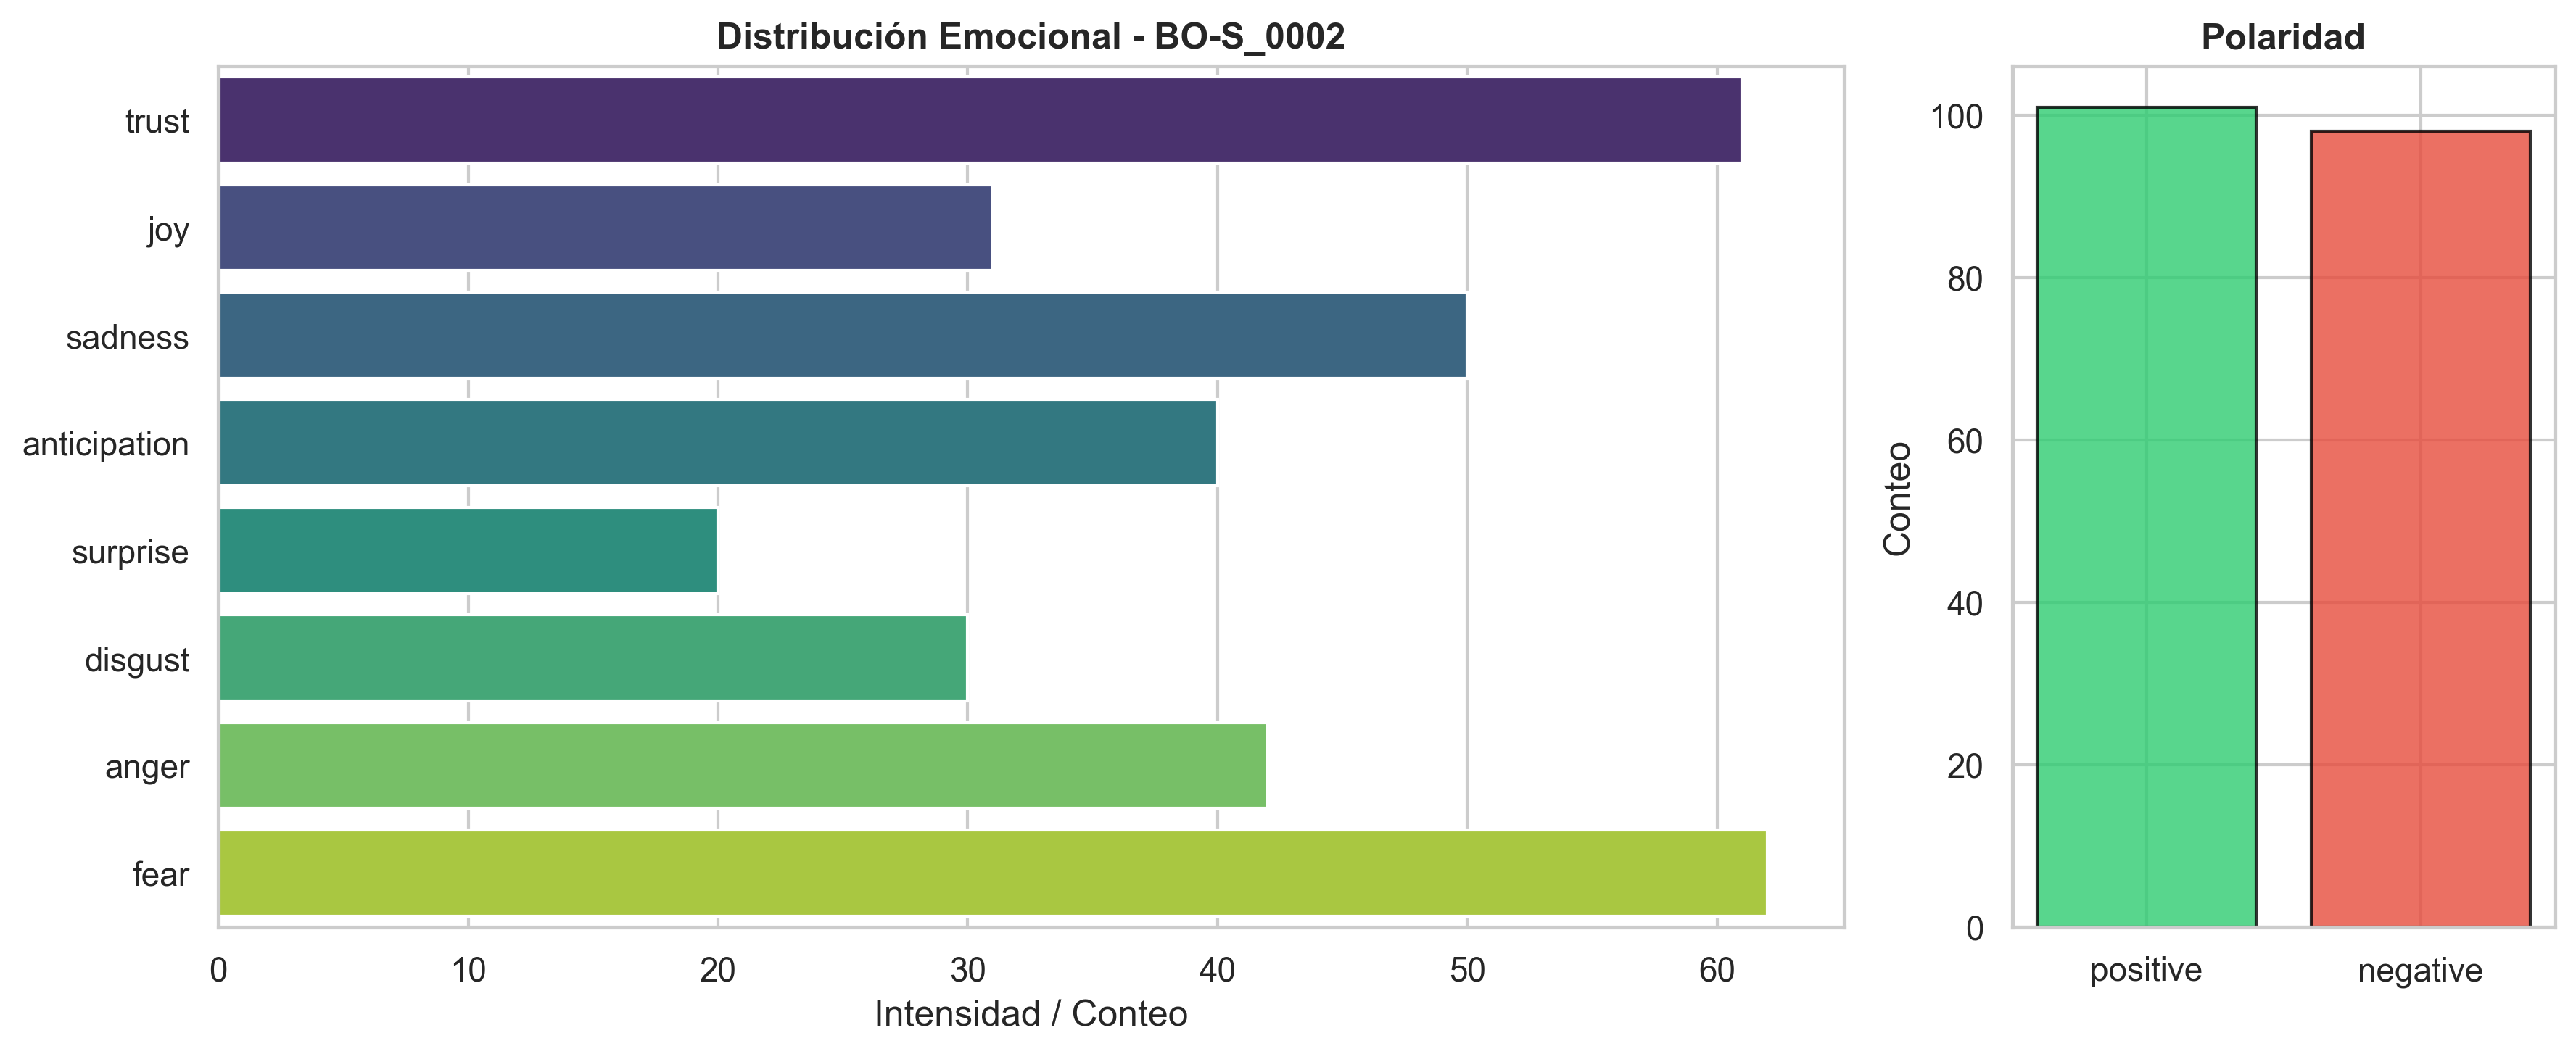 Distribución Emocional - BO-S_0002
trust
joy
sadness
anticipation
surprise
disgust
anger
fear
0 10 20 30 40 50 60
Intensidad / Conteo
Polaridad
Conteo
100
80
60
40
20
0
positive negative